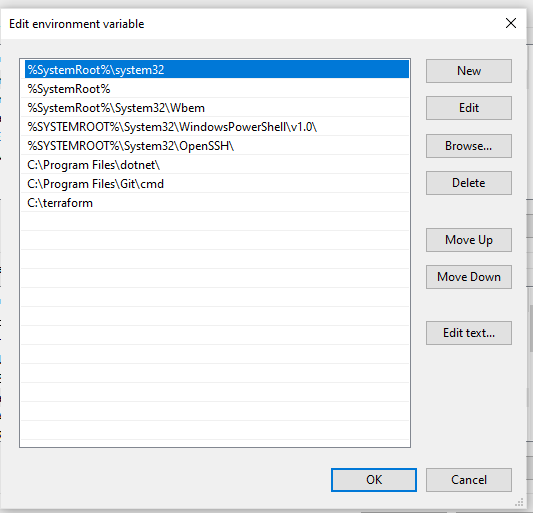 Edit environment variable
%SystemRoot%\system32
%SystemRoot%
%SystemRoot%\System32\Wbem
%SYSTEMROOT%\System32\WindowsPowerShell\v1.0\
%SYSTEMROOT%\System32\OpenSSH\
C:\Program Files\dotnet\
C:\Program Files\Git\cmd
C:\terraform
New
Edit
Browse...
Delete
Move Up
Move Down
Edit text...
OK
Cancel